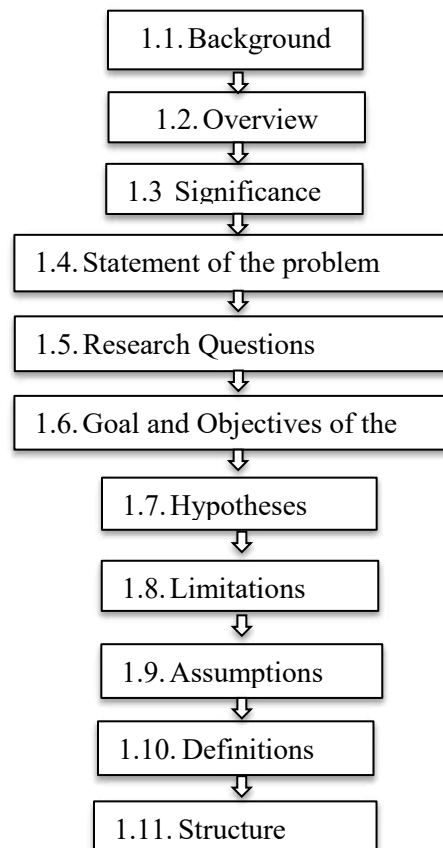 1.1. Background
1.2. Overview
1.3 Significance
1.4. Statement of the problem
1.5. Research Questions
1.6. Goal and Objectives of the
1.7. Hypotheses
1.8. Limitations
1.9. Assumptions
1.10. Definitions
1.11. Structure